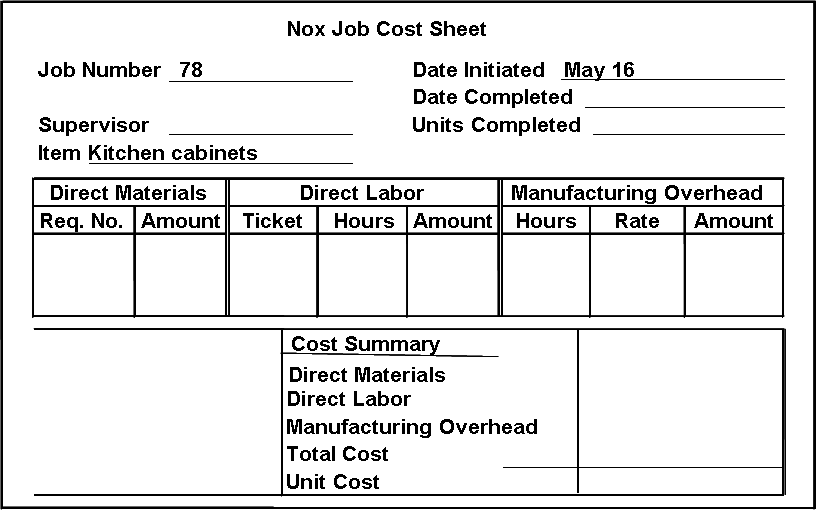 Nox Job Cost Sheet
Job Number 78 Date Initiated May 16
Date Completed
Supervisor Units Completed
Item Kitchen cabinets
Direct Materials Direct Labor Manufacturing Overhead
Req. No. Amount Ticket Hours Amount Hours Rate Amount
Cost Summary
Direct Materials
Direct Labor
Manufacturing Overhead
Total Cost
Unit Cost